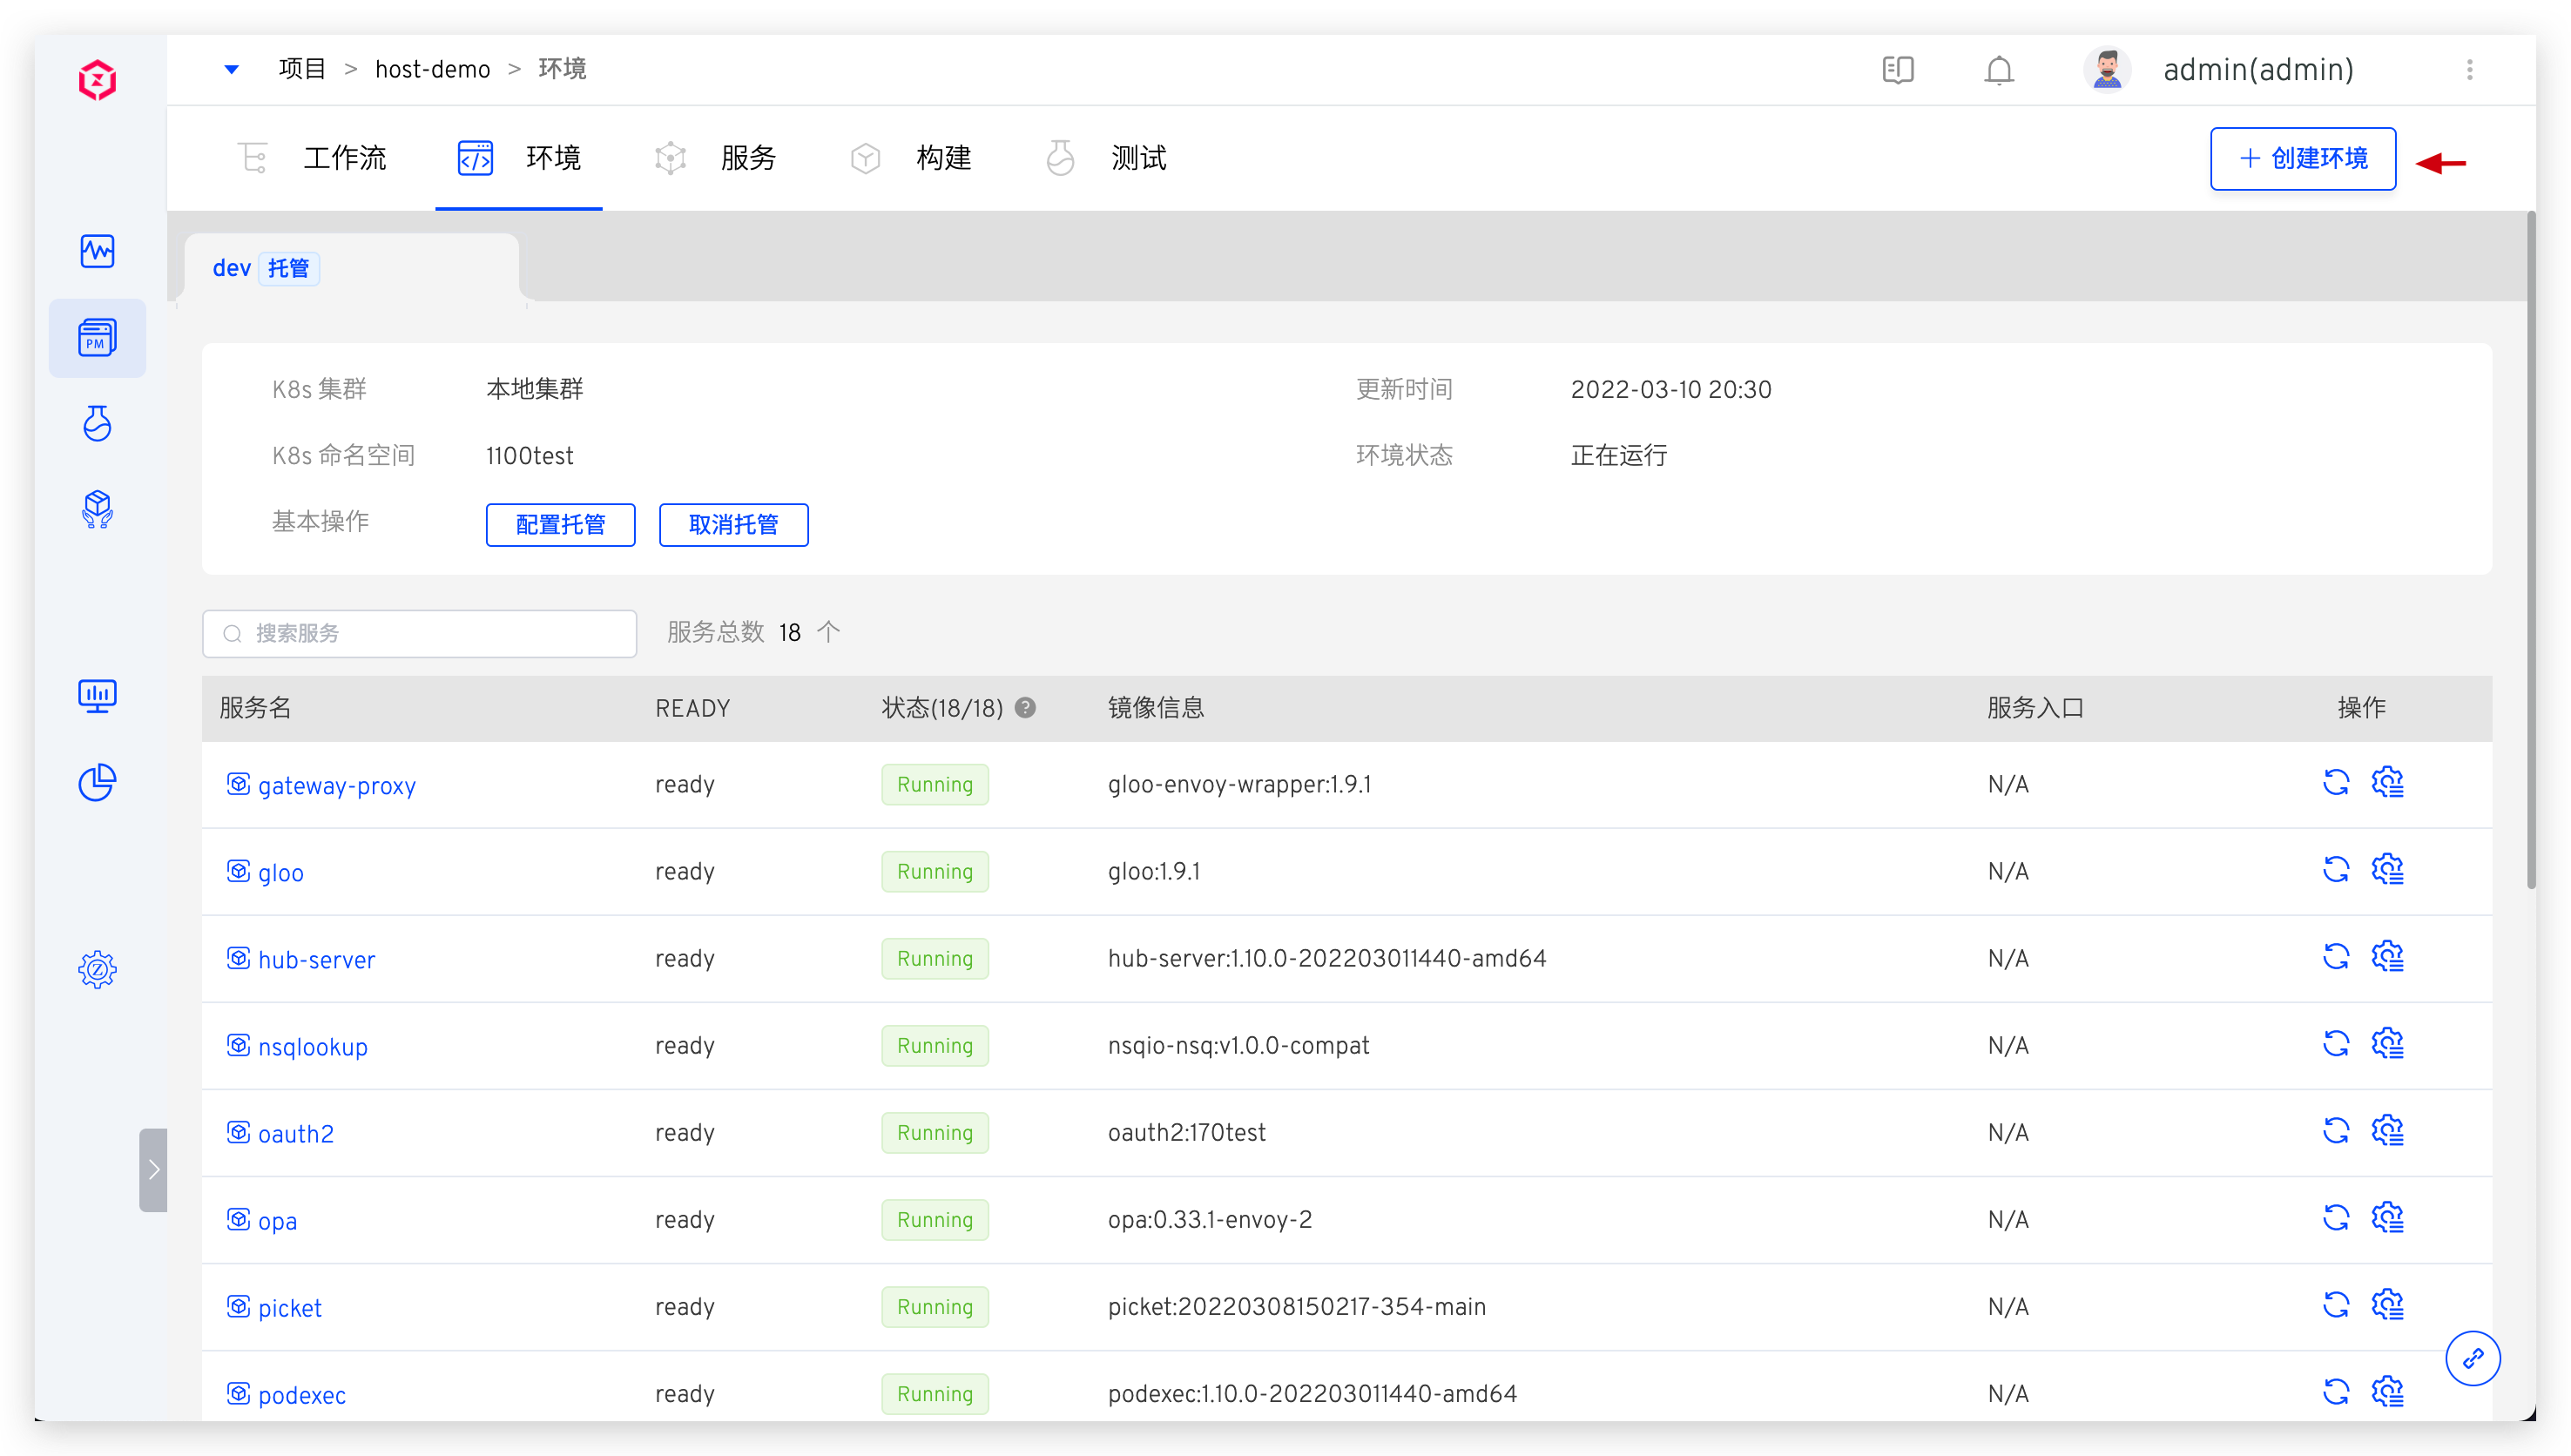 项目 > host-demo > 环境
admin(admin)
工作流 环境 服务 构建 测试
+ 创建环境
dev 托管
K8s 集群 本地集群 更新时间 2022-03-10 20:30
K8s 命名空间 1100test 环境状态 正在运行
基本操作 配置托管 取消托管
搜索服务 服务总数 18 个
服务名 READY 状态(18/18) ? 镜像信息 服务入口 操作
gateway-proxy ready Running gloo-envoy-wrapper:1.9.1 N/A
gloo ready Running gloo:1.9.1 N/A
hub-server ready Running hub-server:1.10.0-202203011440-amd64 N/A
nsqlookup ready Running nsqio-nsq:v1.0.0-compat N/A
oauth2 ready Running oauth2:170test N/A
opa ready Running opa:0.33.1-envoy-2 N/A
picket ready Running picket:20220308150217-354-main N/A
podexec ready Running podexec:1.10.0-202203011440-amd64 N/A
PM